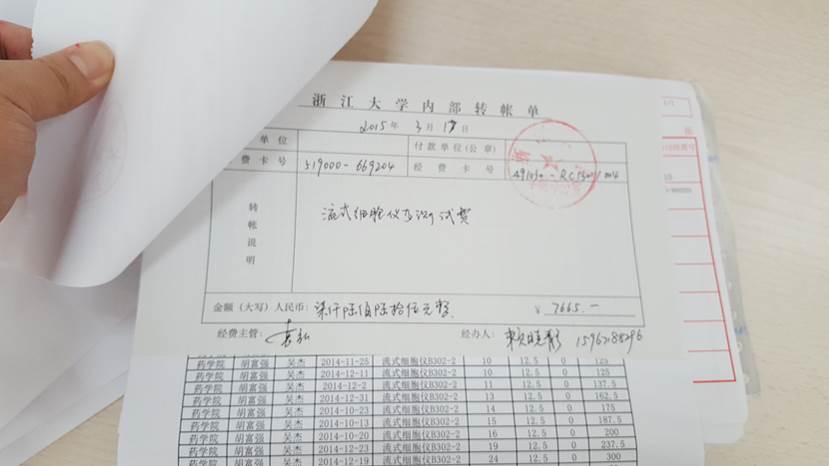 浙江大学内部转帐单
2015年 3月 17日
单位 付款单位(公章)
费卡号 519000-669204 经费卡号
转帐说明 流式细胞仪 测试费
金额（大写）人民币: 柒仟陆佰陆拾伍元整 ¥ 7665.—
经费主管: 经办人:
药学院 胡富强 吴杰 2014-11-25 流式细胞仪B302-2 10 12.5 0 125
药学院 胡富强 吴杰 2014-12-11 流式细胞仪B302-2 10 12.5 0 125
药学院 胡富强 吴杰 2014-12-2 流式细胞仪B302-2 11 12.5 0 137.5
药学院 胡富强 吴杰 2014-12-31 流式细胞仪B302-2 13 12.5 0 162.5
药学院 胡富强 吴杰 2014-10-23 流式细胞仪B302-2 14 12.5 0 175
药学院 胡富强 吴杰 2014-10-13 流式细胞仪B302-2 15 12.5 0 187.5
药学院 胡富强 吴杰 2014-10-20 流式细胞仪B302-2 16 12.5 0 200
药学院 胡富强 吴杰 2014-10-23 流式细胞仪B302-2 19 12.5 0 237.5
药学院 胡富强 吴杰 2014-12-19 流式细胞仪B302-2 24 12.5 0 300